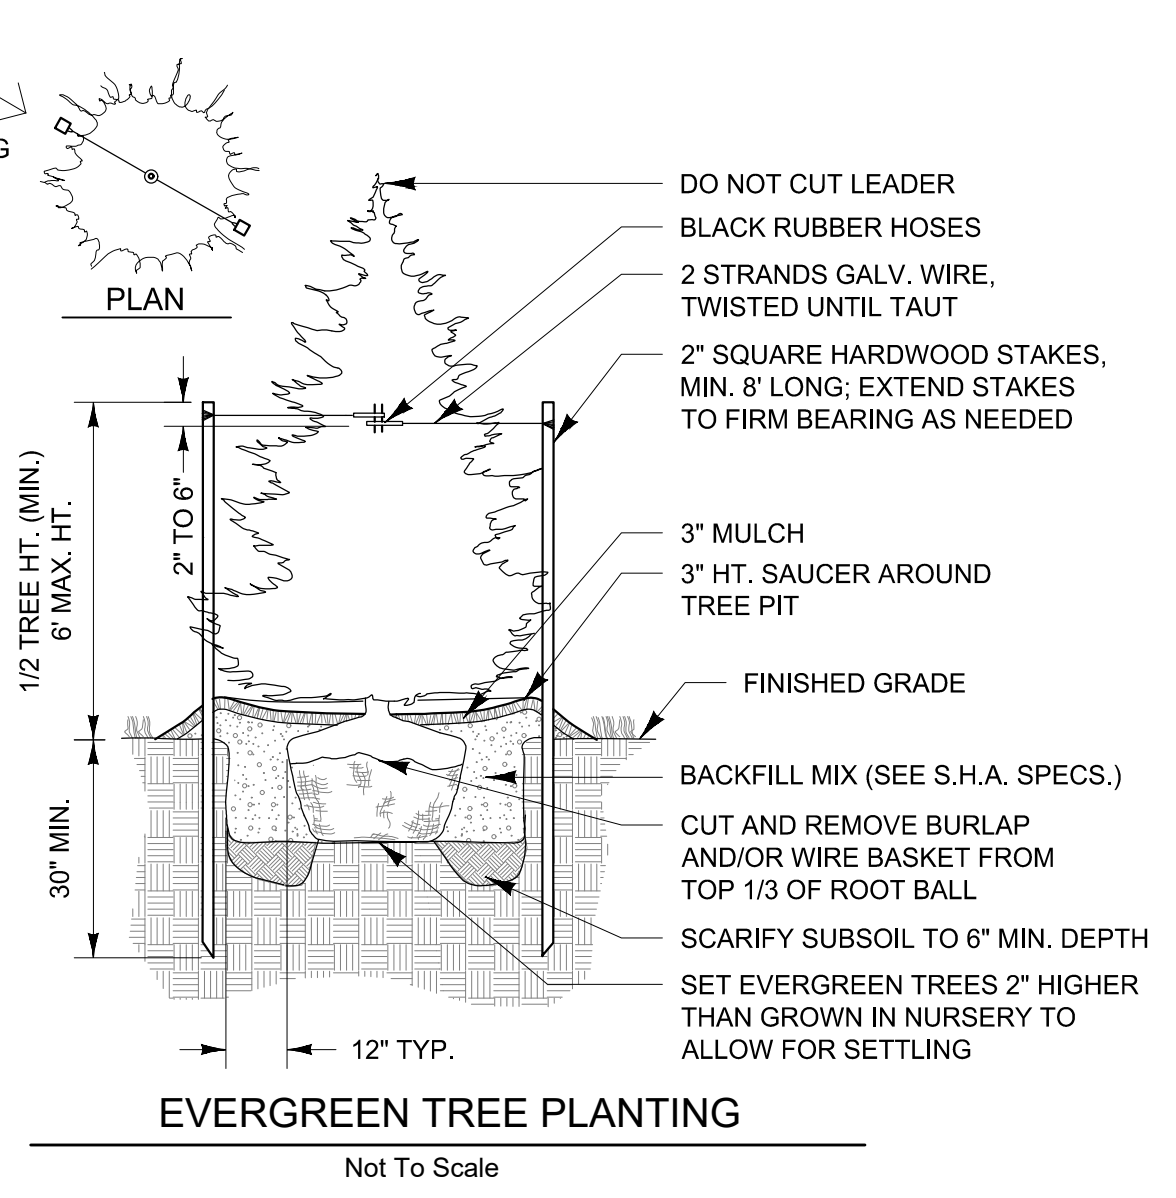 G
PLAN
DO NOT CUT LEADER
BLACK RUBBER HOSES
2 STRANDS GALV. WIRE,
TWISTED UNTIL TAUT
2" SQUARE HARDWOOD STAKES,
MIN. 8' LONG; EXTEND STAKES
TO FIRM BEARING AS NEEDED
1/2 TREE HT. (MIN.)
6' MAX. HT.
2" TO 6"
3" MULCH
3" HT. SAUCER AROUND
TREE PIT
FINISHED GRADE
30" MIN.
BACKFILL MIX (SEE S.H.A. SPECS.)
CUT AND REMOVE BURLAP
AND/OR WIRE BASKET FROM
TOP 1/3 OF ROOT BALL
SCARIFY SUBSOIL TO 6" MIN. DEPTH
SET EVERGREEN TREES 2" HIGHER
THAN GROWN IN NURSERY TO
ALLOW FOR SETTLING
12" TYP.
EVERGREEN TREE PLANTING
Not To Scale